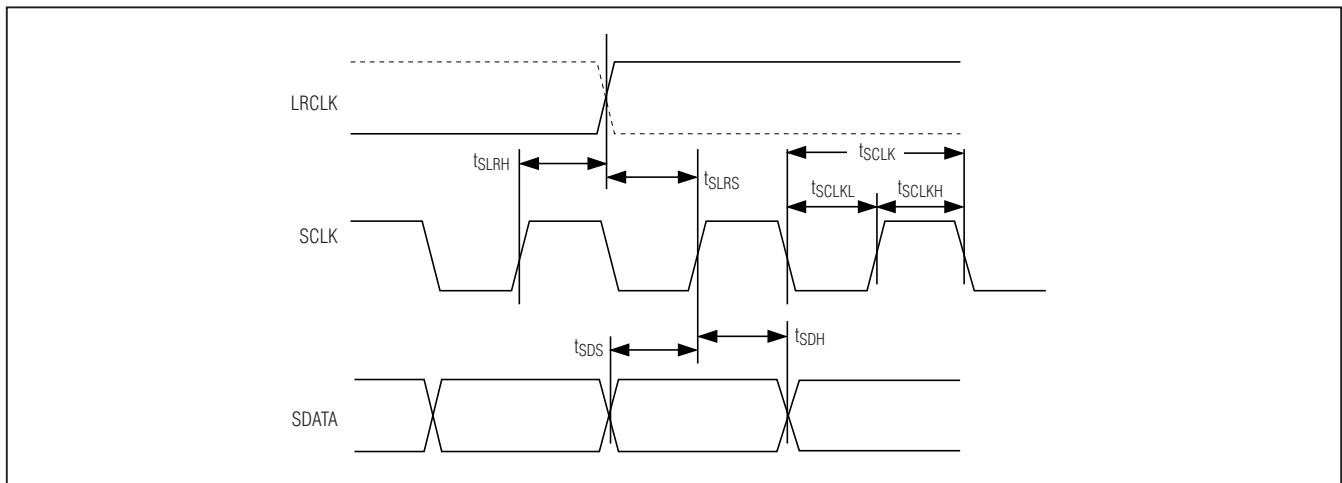 LRCLK
tSLRH
tSLRS
tSCLK
tSCLKL
tSCLKH
SCLK
tSDS
tSDH
SDATA